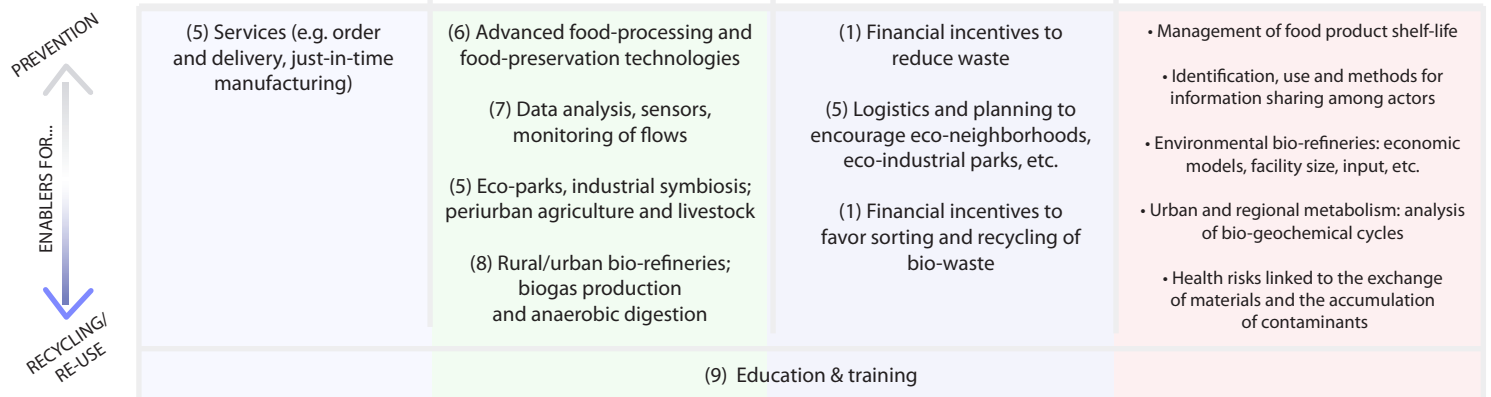 PREVENTION
ENABLERS FOR...
RECYCLING/
RE-USE
(5) Services (e.g. order
and delivery, just-in-time
manufacturing)
(6) Advanced food-processing and
food-preservation technologies
(7) Data analysis, sensors,
monitoring of flows
(5) Eco-parks, industrial symbiosis;
periurban agriculture and livestock
(8) Rural/urban bio-refineries;
biogas production
and anaerobic digestion
(1) Financial incentives to
reduce waste
(5) Logistics and planning to
encourage eco-neighborhoods,
eco-industrial parks, etc.
(1) Financial incentives to
favor sorting and recycling of
bio-waste
• Management of food product shelf-life
• Identification, use and methods for
information sharing among actors
• Environmental bio-refineries: economic
models, facility size, input, etc.
• Urban and regional metabolism: analysis
of bio-geochemical cycles
• Health risks linked to the exchange
of materials and the accumulation
of contaminants
(9) Education & training